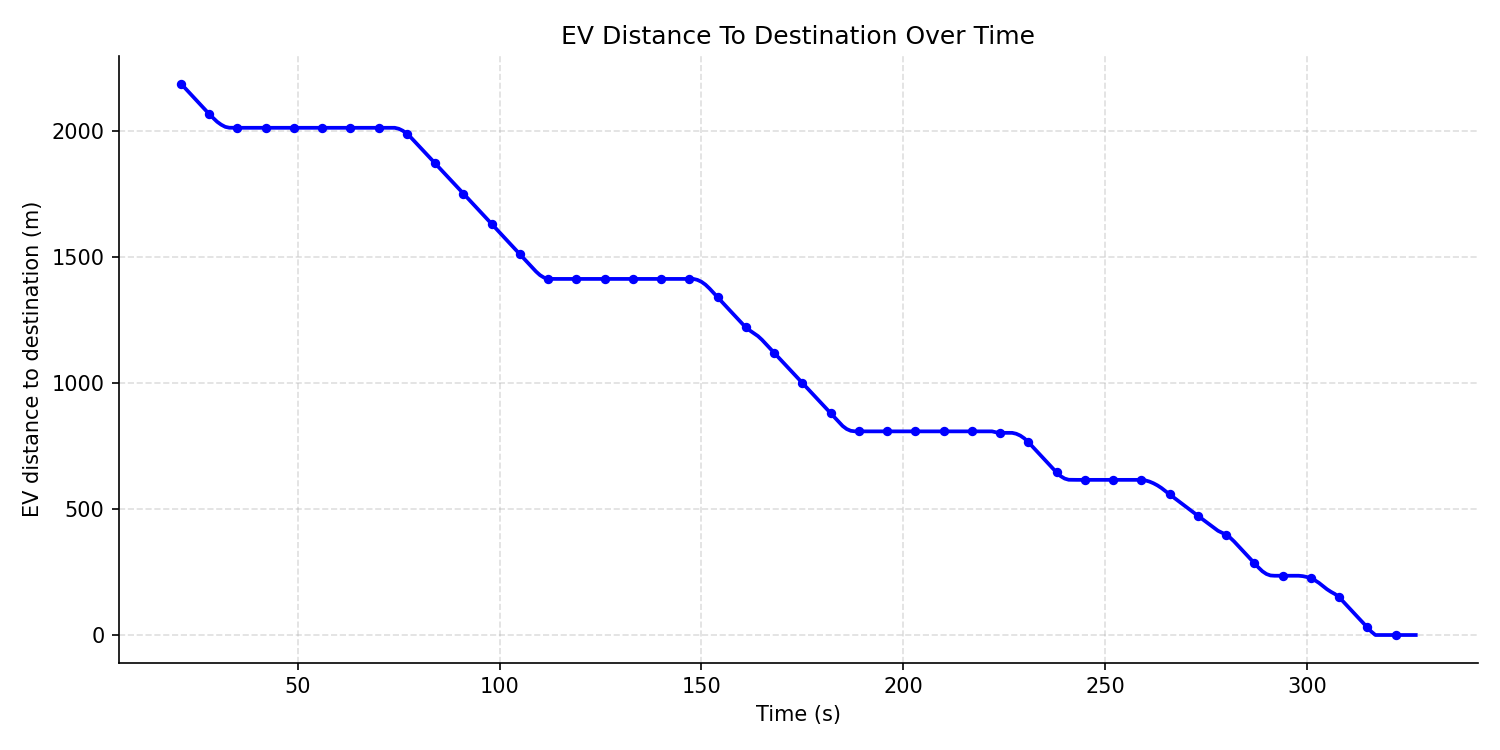 EV Distance To Destination Over Time
EV distance to destination (m)
2000
1500
1000
500
0
50 100 150 200 250 300
Time (s)